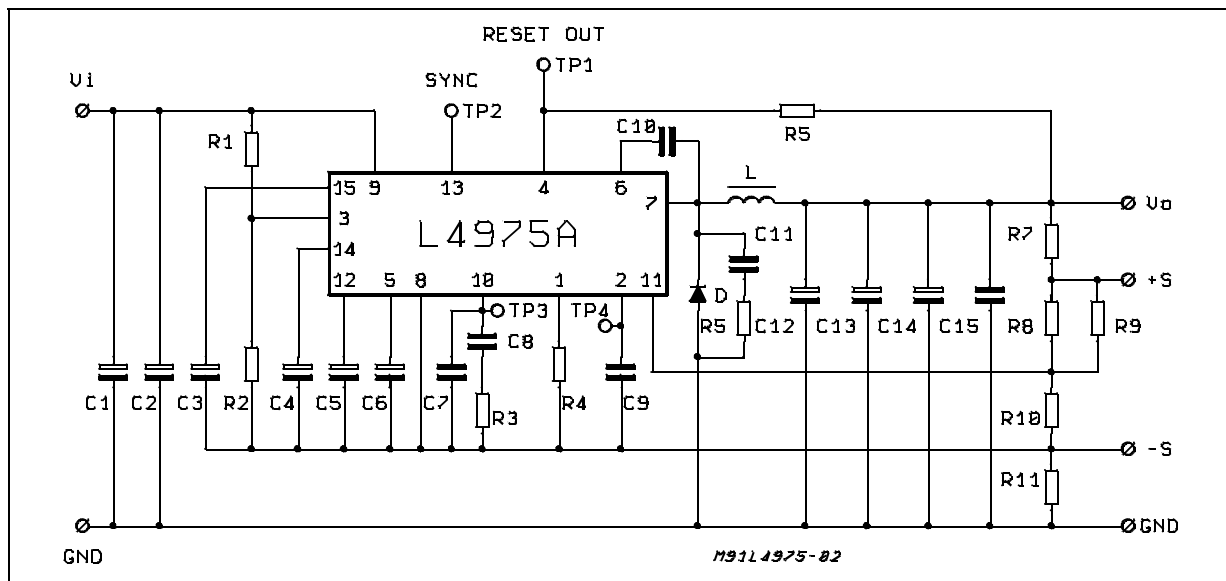 RESET OUT
TP1
Vi
SYNC
TP2
C10
R5
R1
L
15 9 13 4 6
7
Vo
3
L4975A
C11
R7
14
12 5 8 10 1 2 11
+S
TP3
TP4
D
R5
C12
C13
C14
C15
R8
R9
C8
C1
C2
C3
R2
C4
C5
C6
C7
R3
R4
C9
R10
-S
R11
GND
GND
M91L4975-02